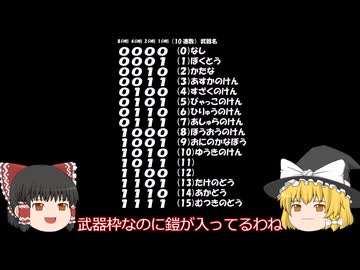 8の桁 4の桁 2の桁 1の桁 (10進数) 武器名
0000 (0)なし
0001 (1)ぼくとう
0010 (2)かたな
0011 (3)あすかのけん
0100 (4)すざくのけん
0101 (5)びゃっこのけん
0110 (6)ひりゅうのけん
0111 (7)あしゅらのけん
1000 (8)ほうおうのけん
1001 (9)おにのかなぼう
1010 (10)ゆうきのけん
1011 (11)
1100 (12)
1101 (13)たけのどう
1110 (14)あかどう
1111 (15)むつきのどう
武器枠なのに鎧が入ってるわね